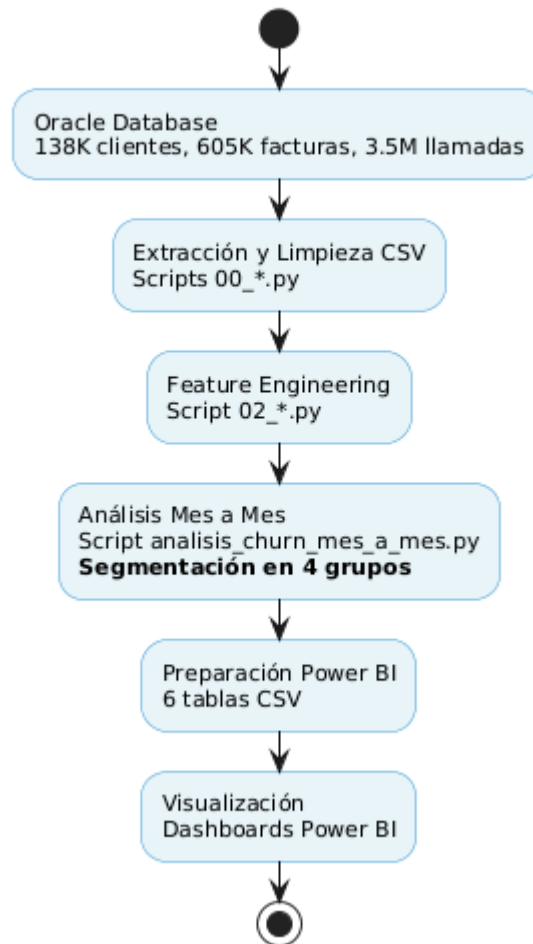 Oracle Database
138K clientes, 605K facturas, 3.5M llamadas
Extracción y Limpieza CSV
Scripts 00_*.py
Feature Engineering
Script 02_*.py
Análisis Mes a Mes
Script analisis_churn_mes_a_mes.py
Segmentación en 4 grupos
Preparación Power BI
6 tablas CSV
Visualización
Dashboards Power BI